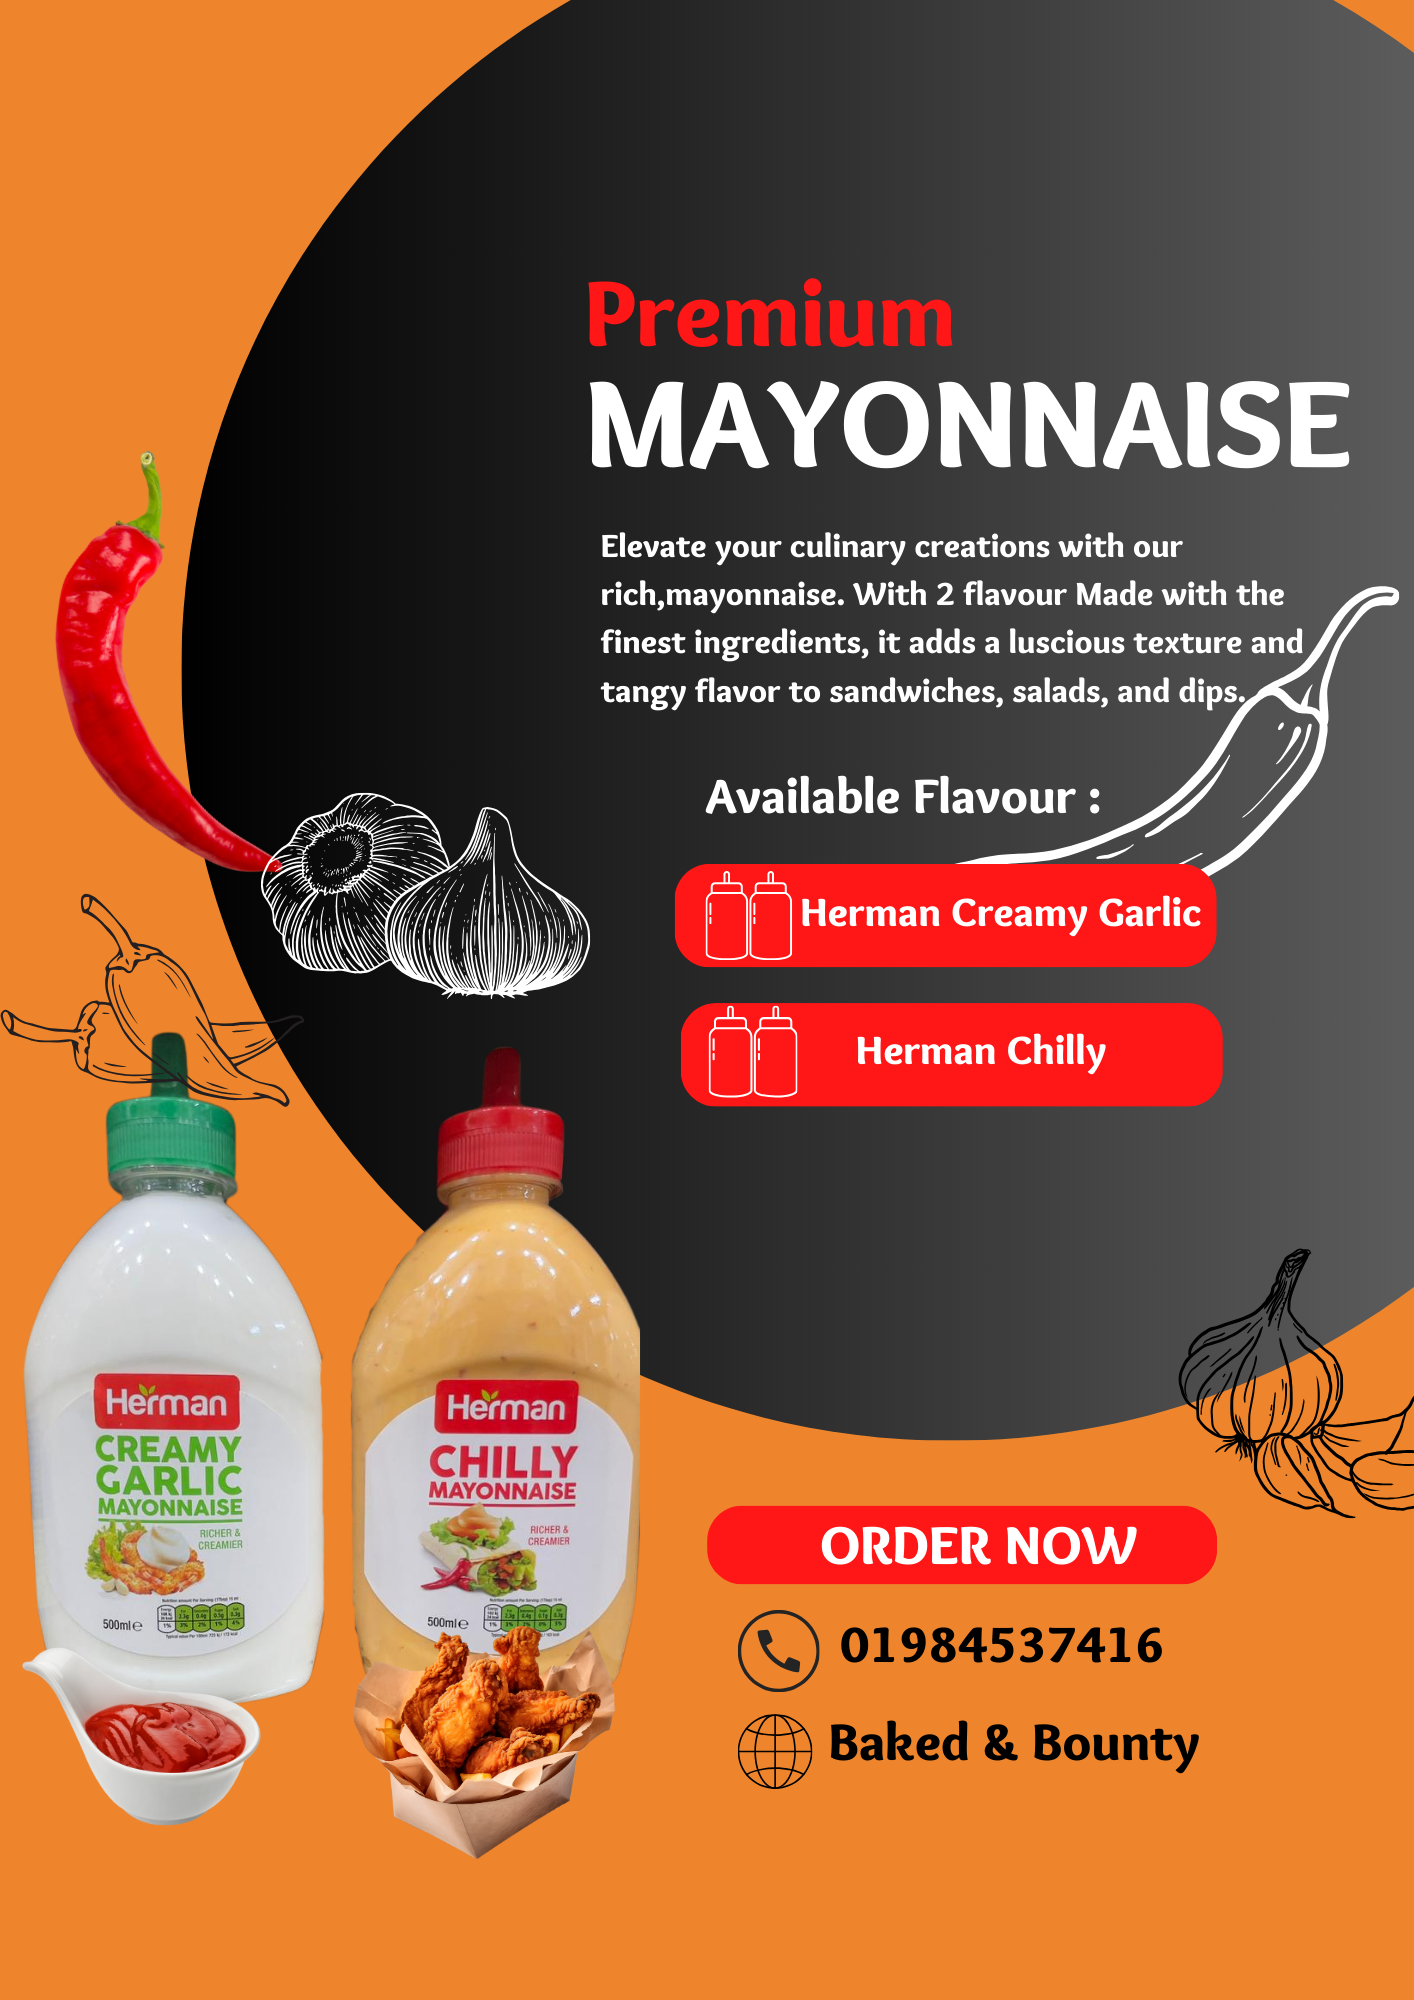 Premium
MAYONNAISE
Elevate your culinary creations with our
rich,mayonnaise. With 2 flavour Made with the
finest ingredients, it adds a luscious texture and
tangy flavor to sandwiches, salads, and dips.
Available Flavour :
Herman Creamy Garlic
Herman Chilly
Herman
CREAMY
GARLIC
MAYONNAISE
RICHER &
CREAMIER
500ml e
Herman
CHILLY
MAYONNAISE
RICHER &
CREAMIER
500ml e
ORDER NOW
01984537416
Baked & Bounty